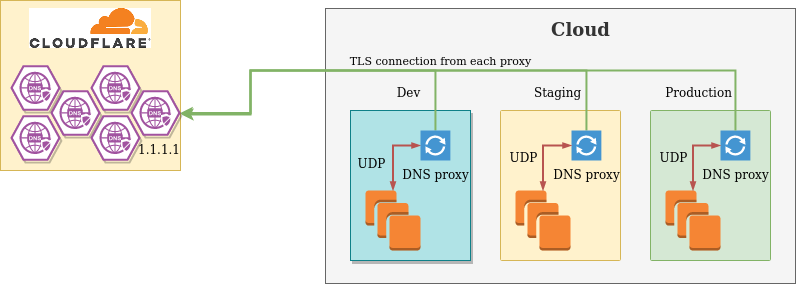 CLOUDFLARE
DNS
DNS
DNS
DNS
DNS
DNS
1.1.1.1
Cloud
TLS connection from each proxy
Dev
Staging
Production
UDP
DNS proxy
UDP
DNS proxy
UDP
DNS proxy